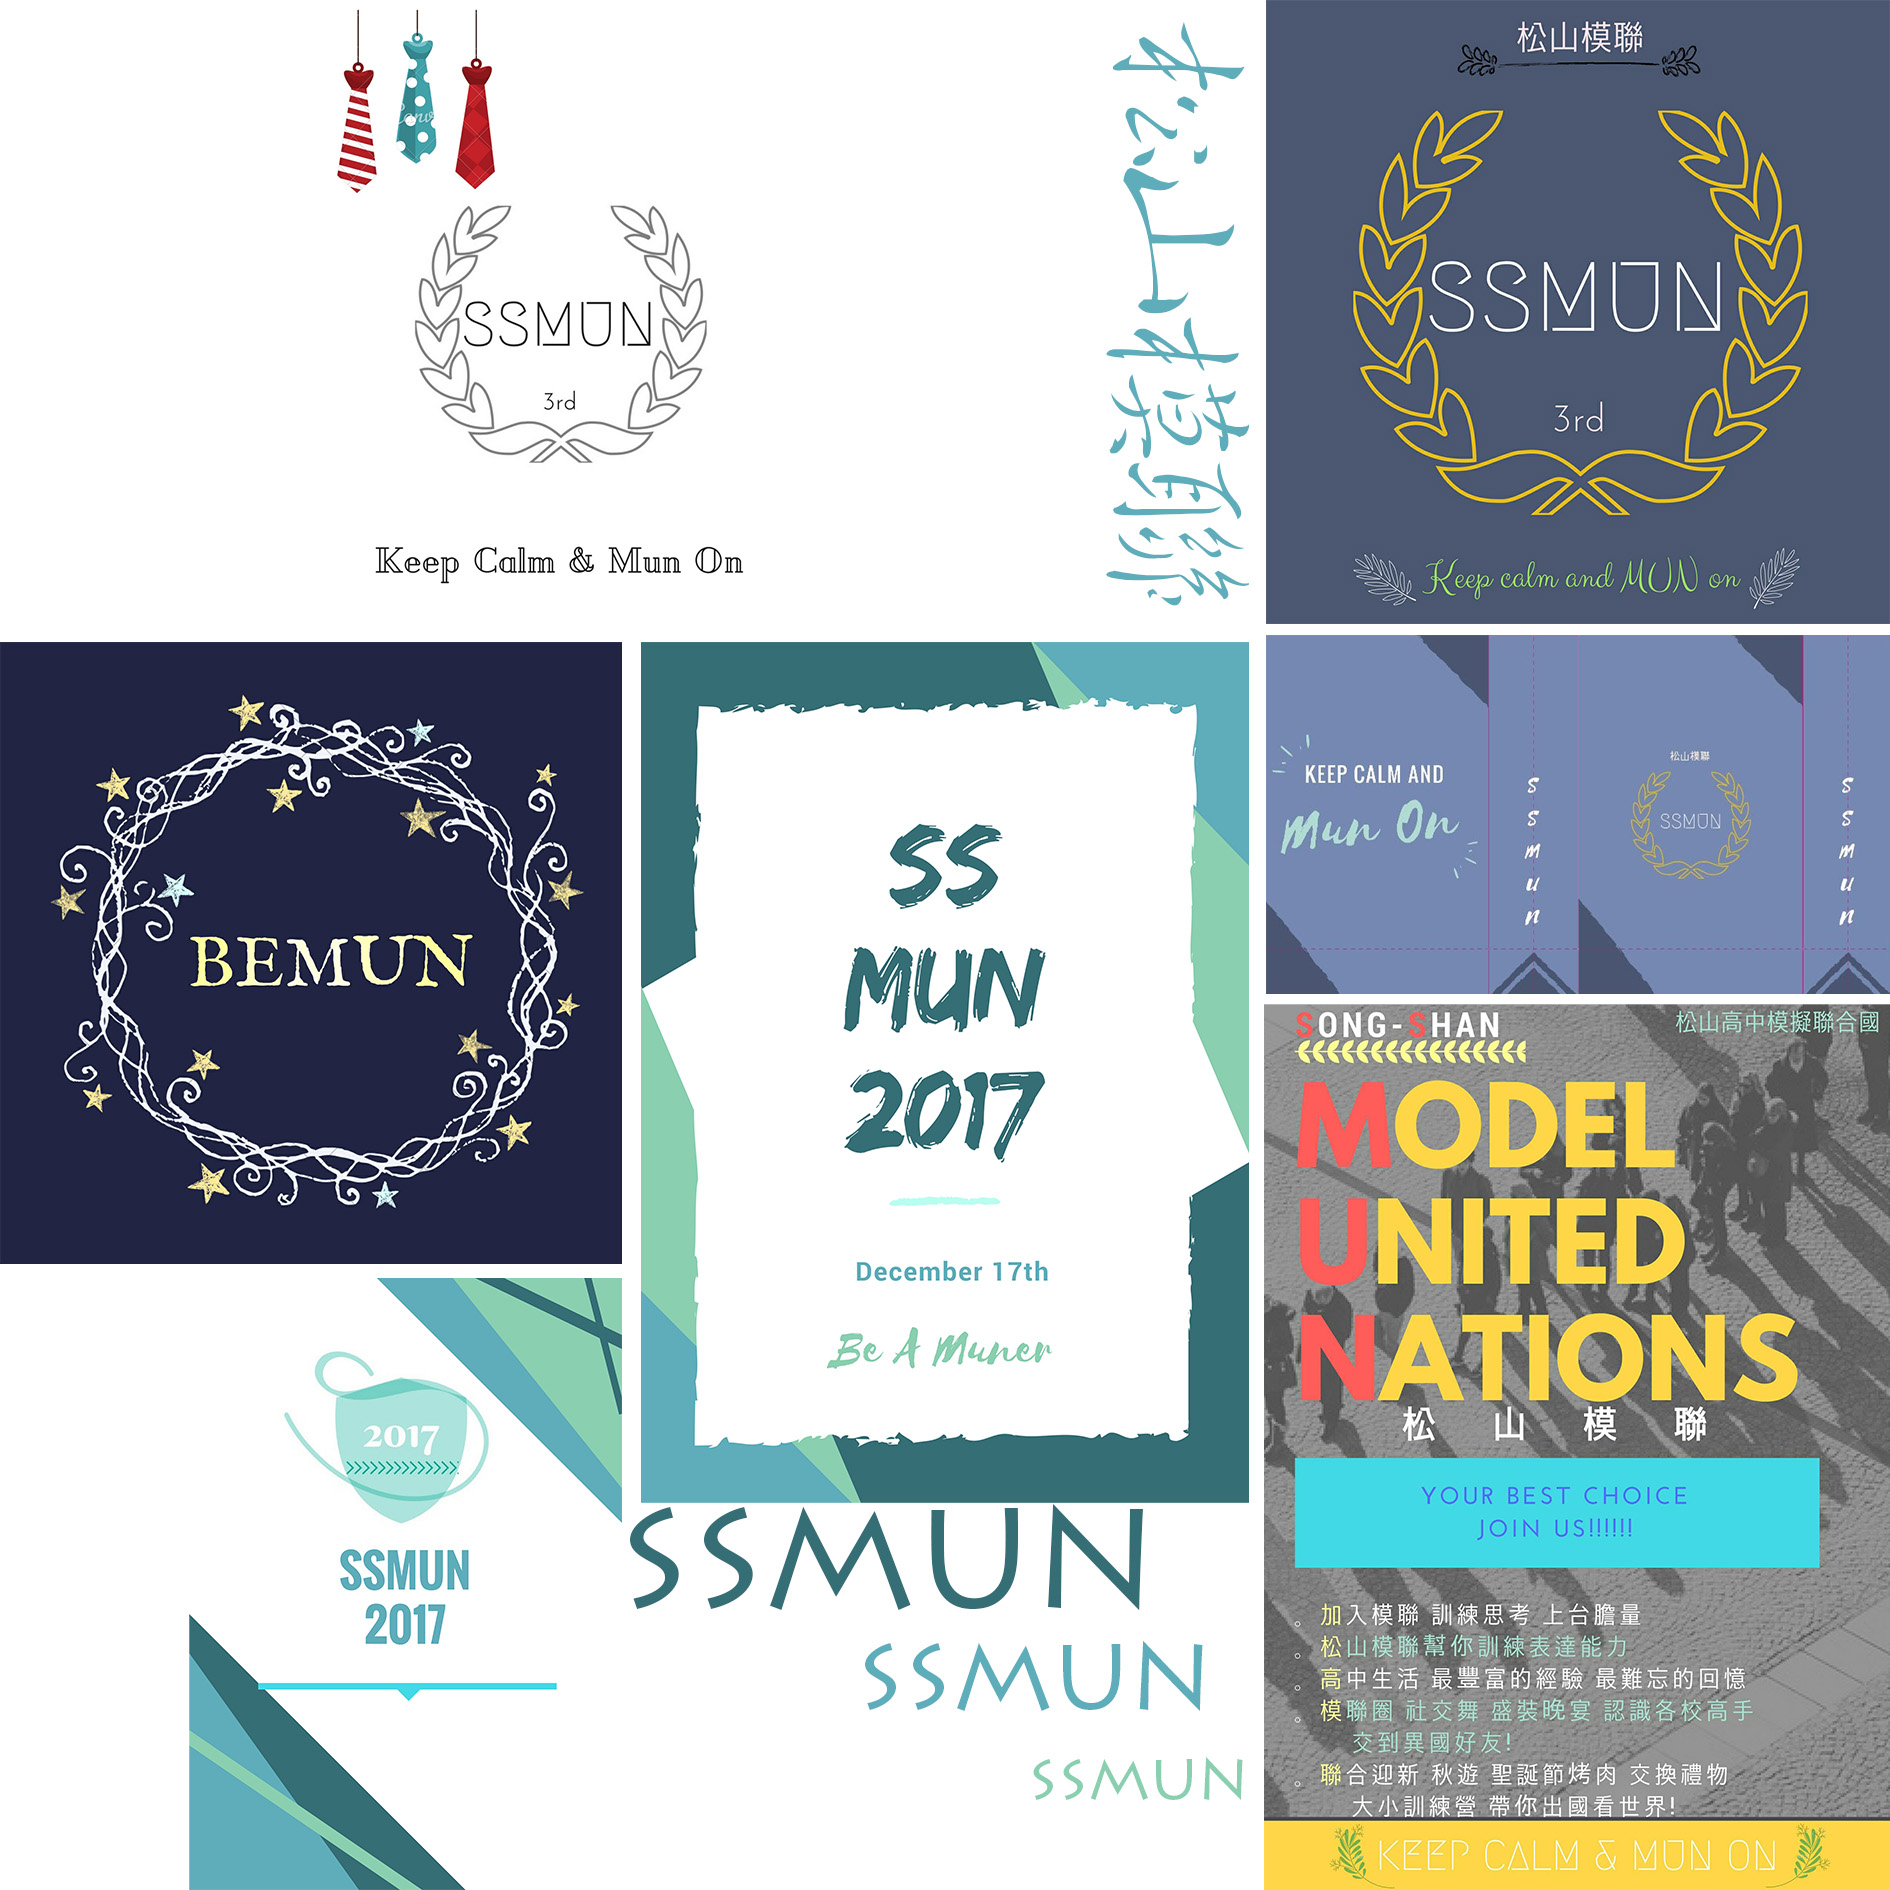 SSMUN
3rd
Keep Calm & Mun On
松山模聯
松山模聯
SSMUN
3rd
Keep calm and MUN on
BEMUN
SS
MUN
2017
December 17th
Be A Muner
KEEP CALM AND
Mun On
ssmun
松山模聯
SSMUN
ssmun
2017
SSMUN
2017
SSMUN
SSMUN
SSMUN
SONG-SHAN
松山高中模擬聯合國
MODEL
UNITED
NATIONS
松山模聯
YOUR BEST CHOICE
JOIN US!!!!!!
。加入模聯 訓練思考 上台膽量
。松山模聯幫你訓練表達能力
。高中生活 最豐富的經驗 最難忘的回憶
。模聯圈 社交舞 盛裝晚宴 認識各校高手
交到異國好友!
。聯合迎新 秋遊 聖誕節烤肉 交換禮物
大小訓練營 帶你出國看世界!
KEEP CALM & MUN ON